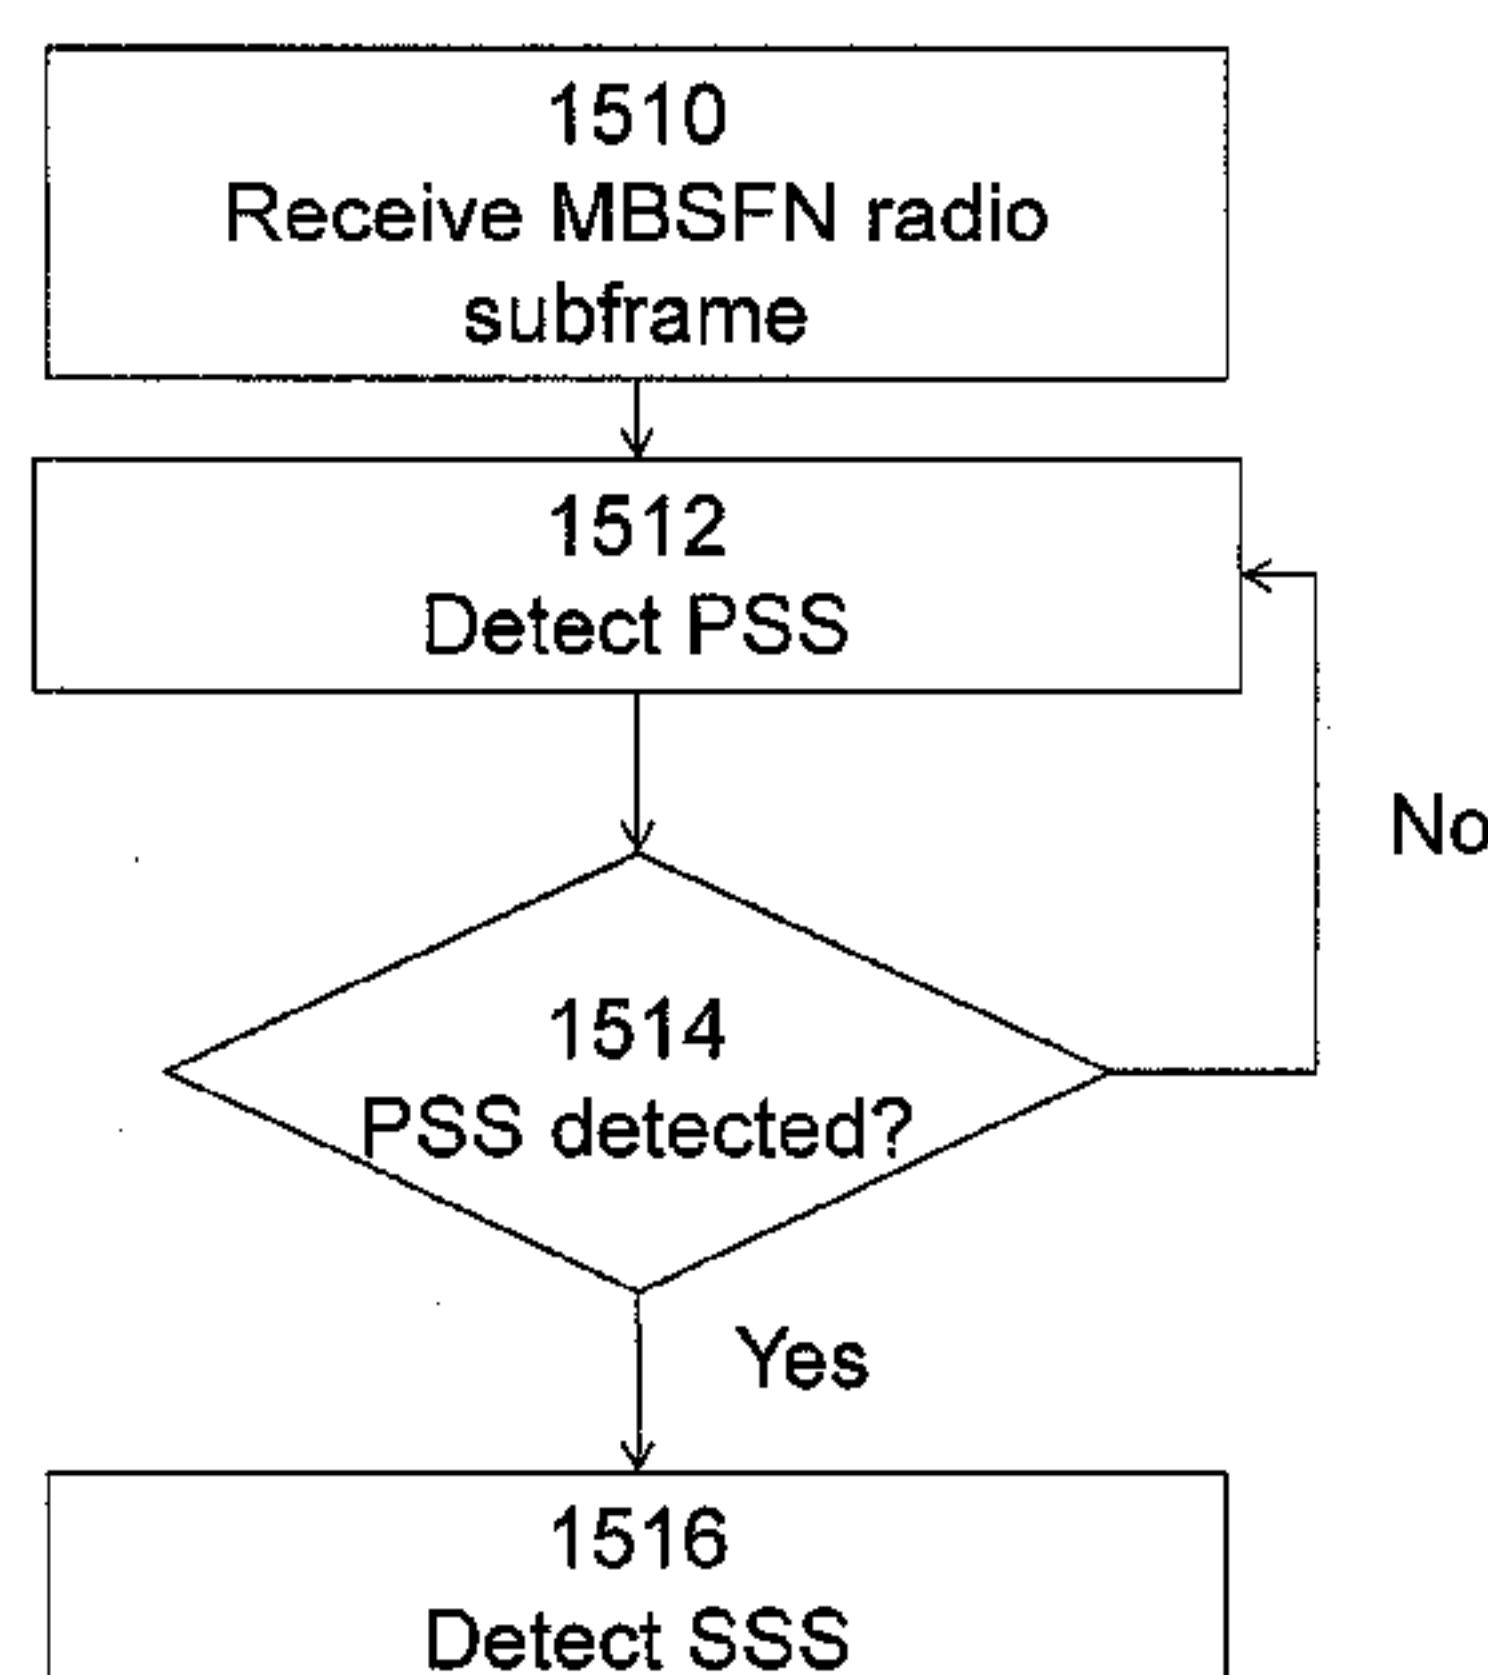 1510
Receive MBSFN radio
subframe
1512
Detect PSS
No
1514
PSS detected?
Yes
1516
Detect SSS